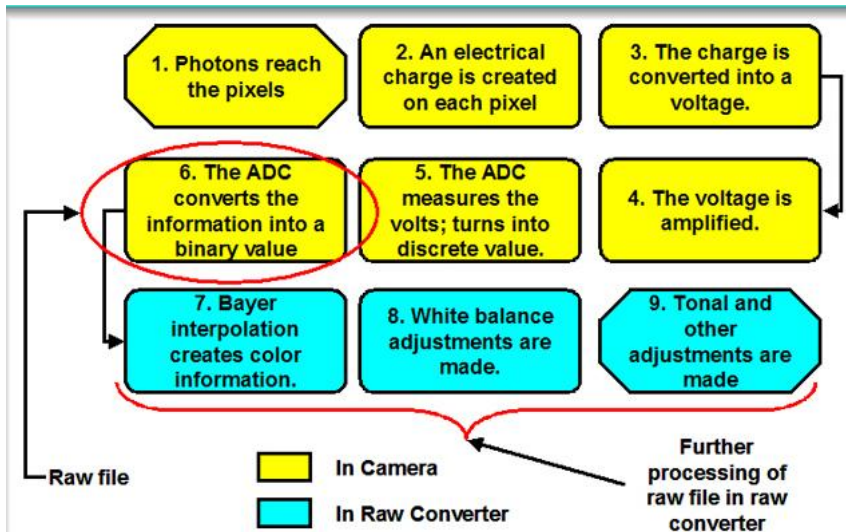 1. Photons reach
the pixels
2. An electrical
charge is created
on each pixel
3. The charge is
converted into a
voltage.
6. The ADC
converts the
information into a
binary value
5. The ADC
measures the
volts; turns into
discrete value.
4. The voltage is
amplified.
7. Bayer
interpolation
creates color
information.
8. White balance
adjustments are
made.
9. Tonal and
other
adjustments are
made
Raw file
In Camera
In Raw Converter
Further
processing of
raw file in raw
converter